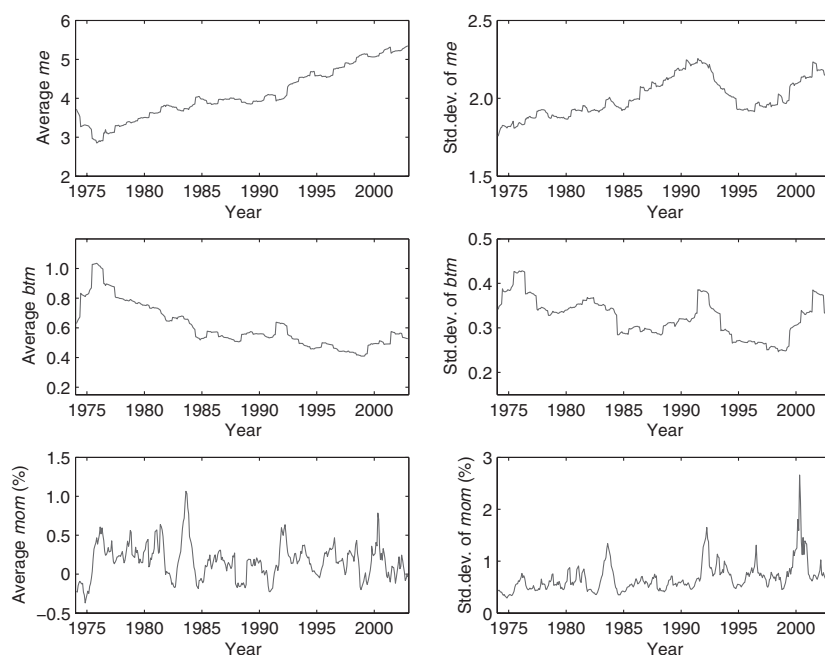 Average me
6
5
4
3
2
1975 1980 1985 1990 1995 2000
Year
Std.dev. of me
2.5
2.0
1.5
1975 1980 1985 1990 1995 2000
Year
Average btm
1.0
0.8
0.6
0.4
0.2
1975 1980 1985 1990 1995 2000
Year
Std.dev. of btm
0.5
0.4
0.3
0.2
1975 1980 1985 1990 1995 2000
Year
Average mom (%)
1.5
1.0
0.5
0
−0.5
1975 1980 1985 1990 1995 2000
Year
Std.dev. of mom (%)
3
2
1
0
1975 1980 1985 1990 1995 2000
Year